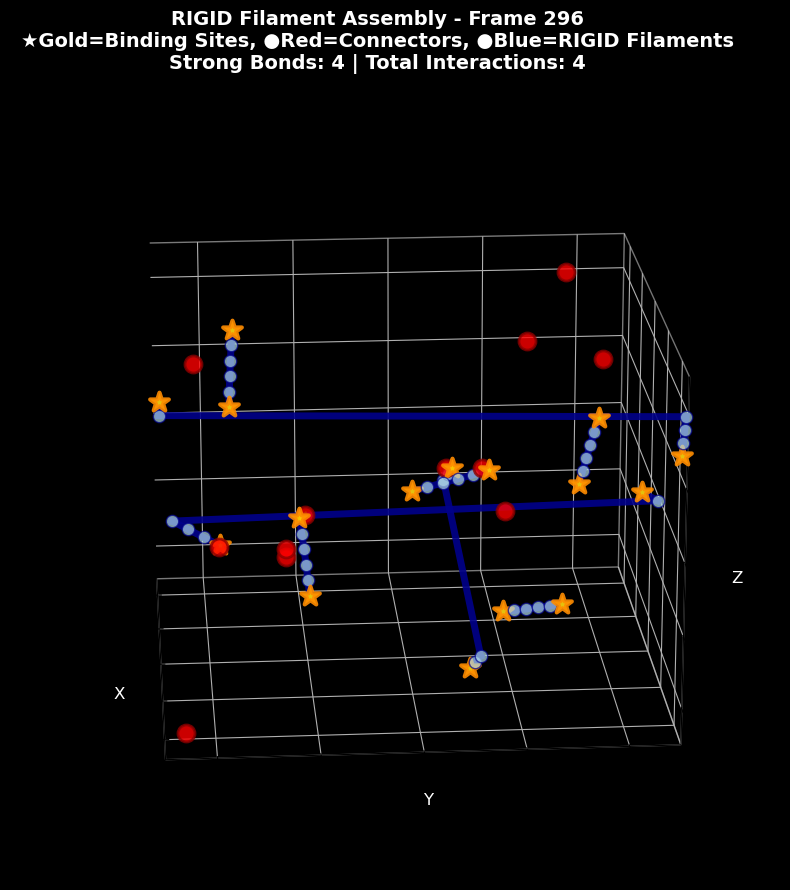 RIGID Filament Assembly - Frame 296
★Gold=Binding Sites, ●Red=Connectors, ●Blue=RIGID Filaments
Strong Bonds: 4 | Total Interactions: 4
Z
X
Y